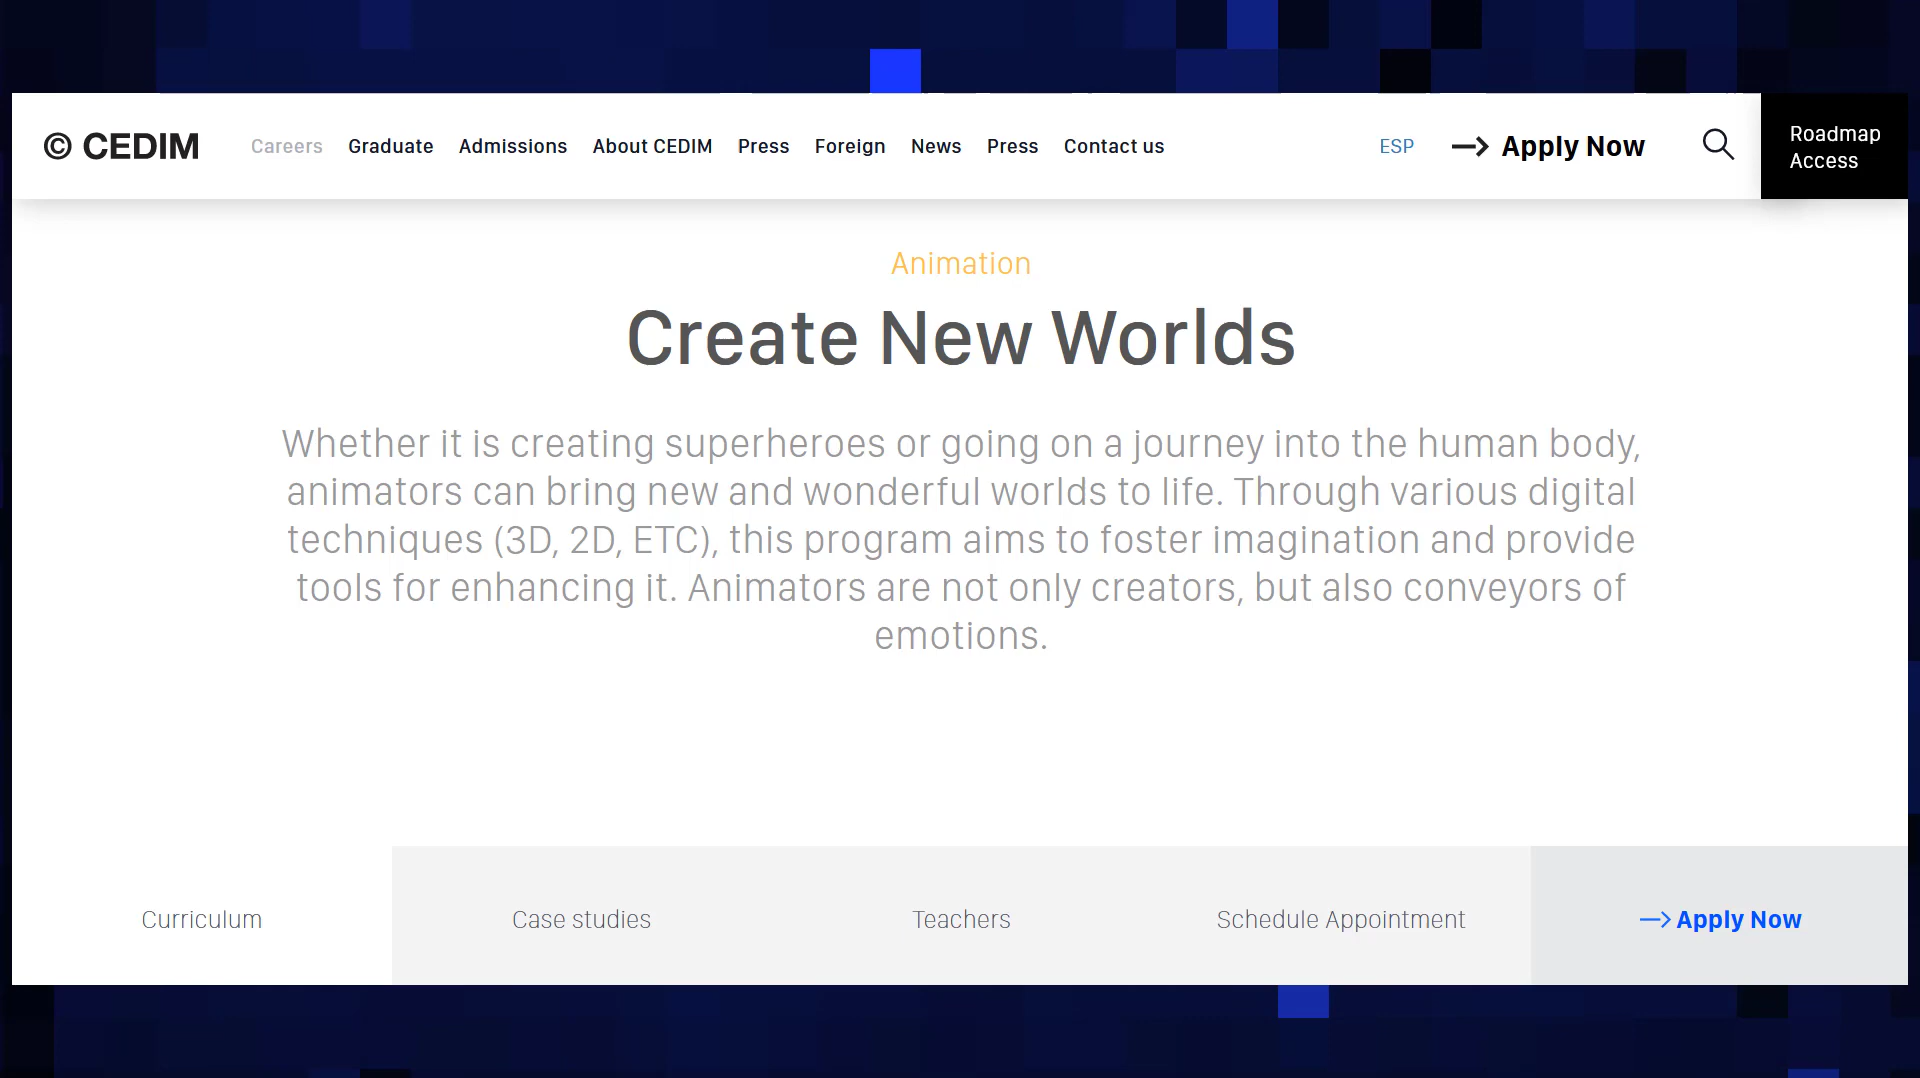 © CEDIM
Careers Graduate Admissions About CEDIM Press Foreign News Press Contact us
ESP
Apply Now
Roadmap
Access
Animation
Create New Worlds
Whether it is creating superheroes or going on a journey into the human body,
animators can bring new and wonderful worlds to life. Through various digital
techniques (3D, 2D, ETC), this program aims to foster imagination and provide
tools for enhancing it. Animators are not only creators, but also conveyors of
emotions.
Curriculum
Case studies
Teachers
Schedule Appointment
Apply Now